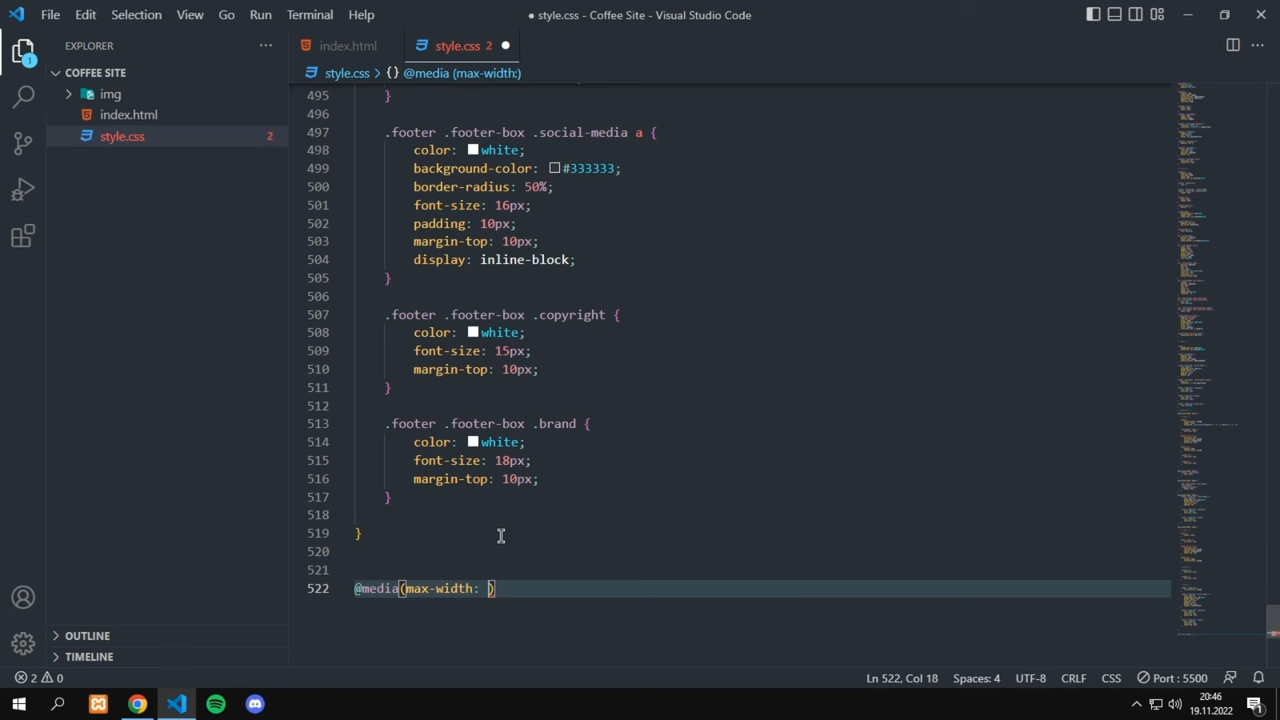 File Edit Selection View Go Run Terminal Help
● style.css - Coffee Site - Visual Studio Code
EXPLORER
index.html
style.css 2
COFFEE SITE
style.css > {} @media (max-width:)
img
index.html
style.css 2
495 }
496
497 .footer .footer-box .social-media a {
498 color: white;
499 background-color: #333333;
500 border-radius: 50%;
501 font-size: 16px;
502 padding: 10px;
503 margin-top: 10px;
504 display: inline-block;
505 }
506
507 .footer .footer-box .copyright {
508 color: white;
509 font-size: 15px;
510 margin-top: 10px;
511 }
512
513 .footer .footer-box .brand {
514 color: white;
515 font-size: 18px;
516 margin-top: 10px;
517 }
518
519 }
520
521
522 @media(max-width: )
1
OUTLINE
TIMELINE
2 0
Ln 522, Col 18 Spaces: 4 UTF-8 CRLF CSS Port : 5500
20:46
19.11.2022
1